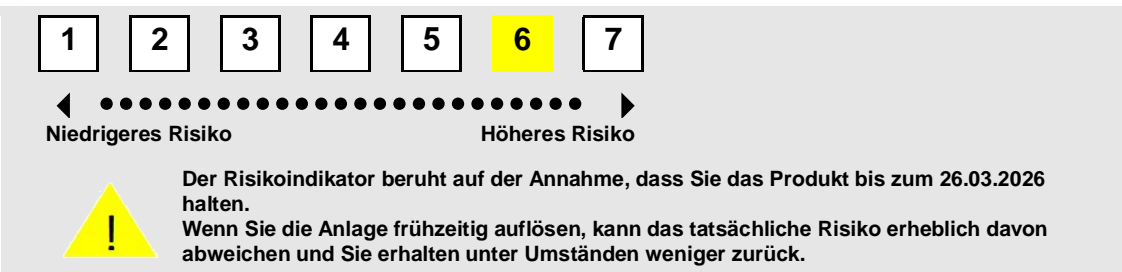 1 2 3 4 5 6 7
Niedrigeres Risiko Höheres Risiko
Der Risikoindikator beruht auf der Annahme, dass Sie das Produkt bis zum 26.03.2026
halten.
Wenn Sie die Anlage frühzeitig auflösen, kann das tatsächliche Risiko erheblich davon
! abweichen und Sie erhalten unter Umständen weniger zurück.